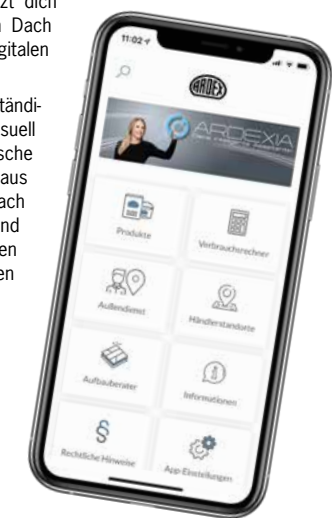 zt dich
Dach
gitalen
tändi-
suell
sche
aus
ach
nd
en
en
11:02
ARDEX
ARDEXIA
Produkte
Verbrauchsrechner
Außendienst
Händlerstandorte
Aufbauberater
Informationen
Rechtliche Hinweise
App-Einstellungen